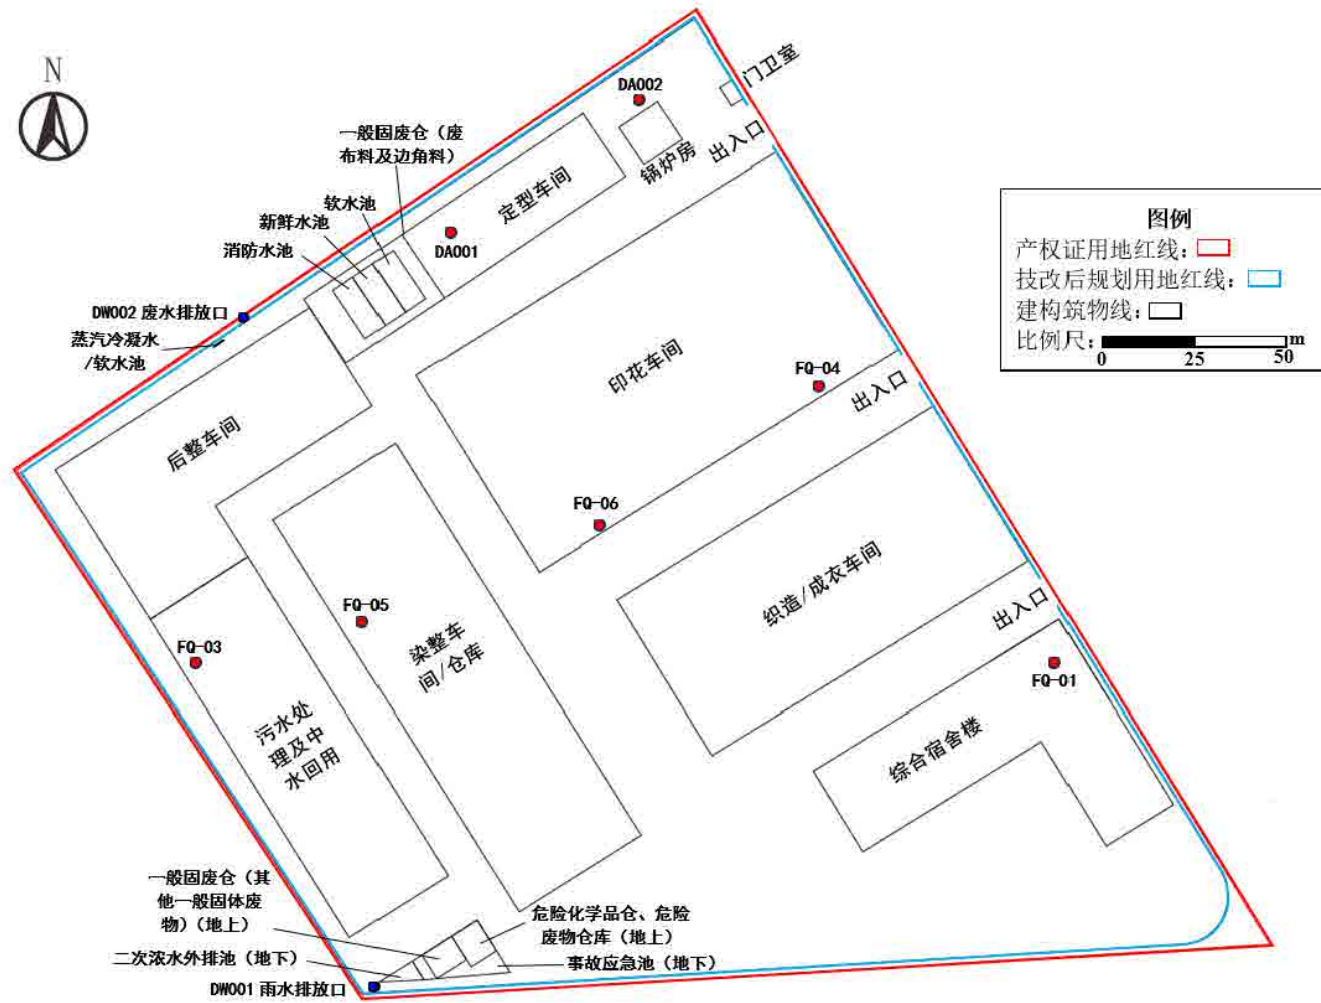 N
DA002
门卫室
一般固废仓（废
布料及边角料）
出入口
锅炉房
定型车间
软水池
新鲜水池
消防水池
DA001
图例
产权证用地红线：
技改后规划用地红线：
建构筑物线：
比例尺：
m
0 25 50
DW002 废水排放口
蒸汽冷凝水
/软水池
印花车间
FQ-04
出入口
后整车间
FQ-06
织造/成衣车间
FQ-05
染整车
间/仓库
出入口
FQ-03
FQ-01
污水处
理及中
水回用
综合宿舍楼
一般固废仓（其
他一般固体废
物）（地上）
危险化学品仓、危险
废物仓库（地上）
二次浓水外排池（地下）
事故应急池（地下）
DW001 雨水排放口